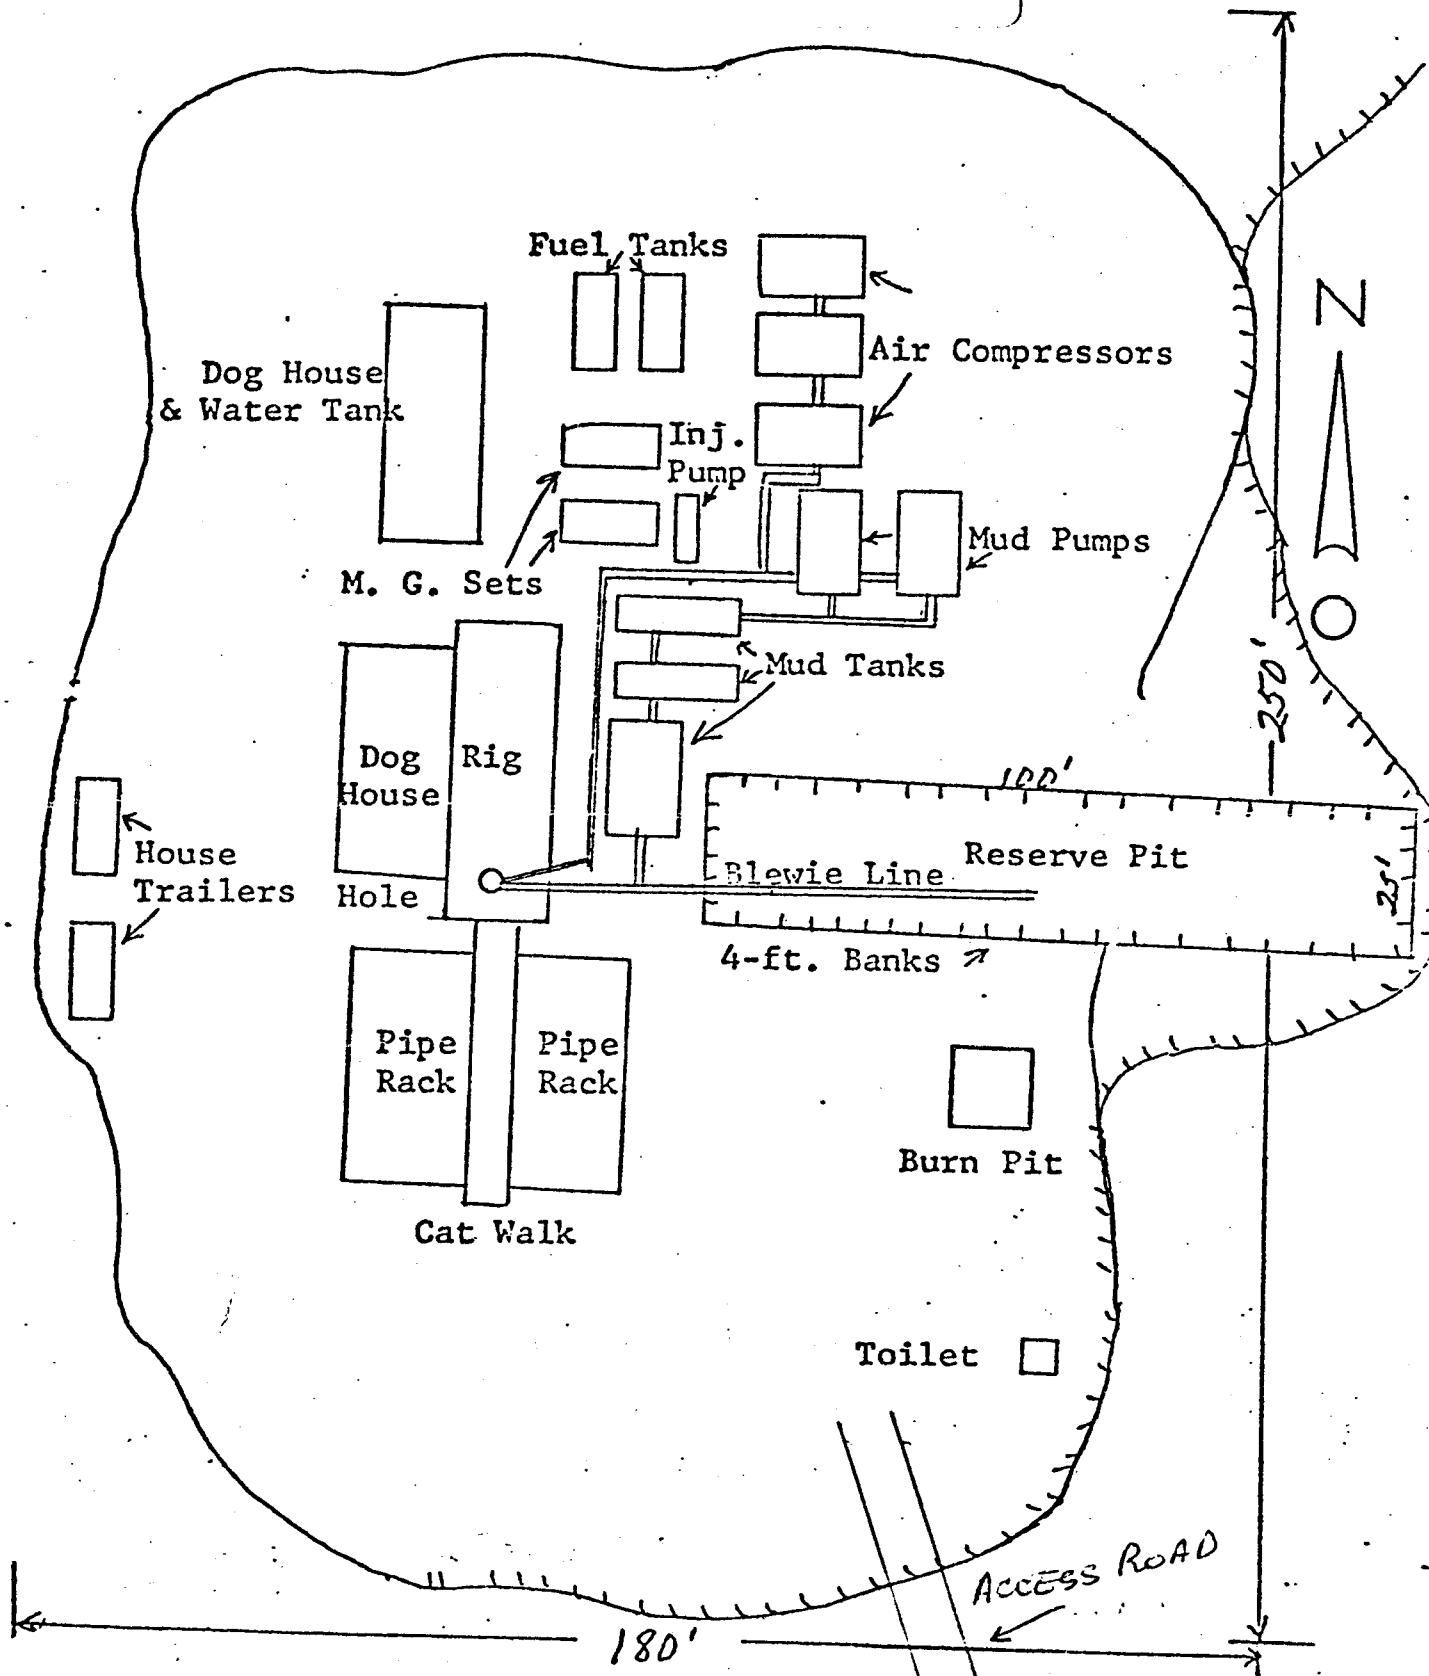 Fuel Tanks
N
Air Compressors
Dog House
& Water Tank
Inj.
Pump
Mud Pumps
M. G. Sets
250'
Mud Tanks
Dog
House
Rig
100'
Reserve Pit
25'
House
Trailers
Hole
Blewie Line
4-ft. Banks
Pipe
Rack
Pipe
Rack
Burn Pit
Cat Walk
Toilet
ACCESS ROAD
180'